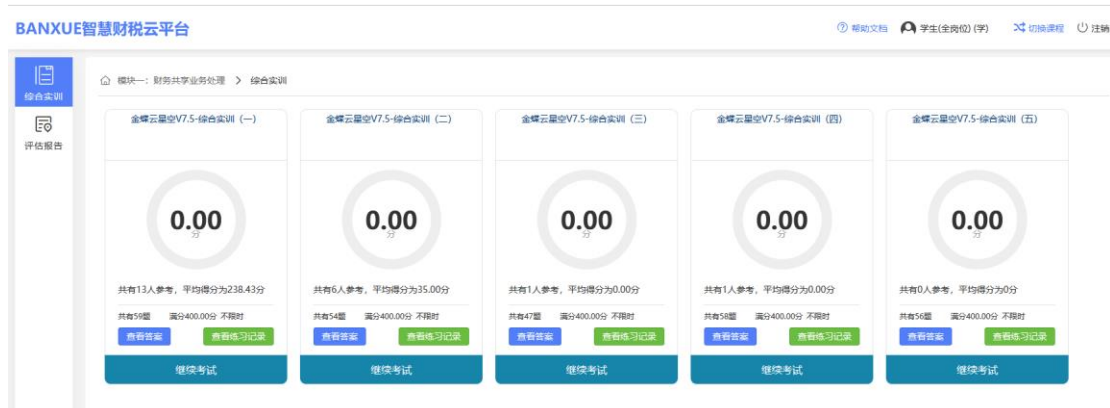 BANXUE智慧财税云平台
帮助文档 学生(全岗位) (学) 切换课程 注销
综合实训
评估报告
模块一：财务共享业务处理 > 综合实训
金蝶云星空V7.5-综合实训（一）
0.00
分
共有13人参考，平均得分为238.43分
共有59题 满分400.00分 不限时
查看答案 查看练习记录
继续考试
金蝶云星空V7.5-综合实训（二）
0.00
分
共有6人参考，平均得分为35.00分
共有54题 满分400.00分 不限时
查看答案 查看练习记录
继续考试
金蝶云星空V7.5-综合实训（三）
0.00
分
共有1人参考，平均得分为0.00分
共有47题 满分400.00分 不限时
查看答案 查看练习记录
继续考试
金蝶云星空V7.5-综合实训（四）
0.00
分
共有1人参考，平均得分为0.00分
共有58题 满分400.00分 不限时
查看答案 查看练习记录
继续考试
金蝶云星空V7.5-综合实训（五）
0.00
分
共有0人参考，平均得分为0分
共有56题 满分400.00分 不限时
查看答案 查看练习记录
继续考试